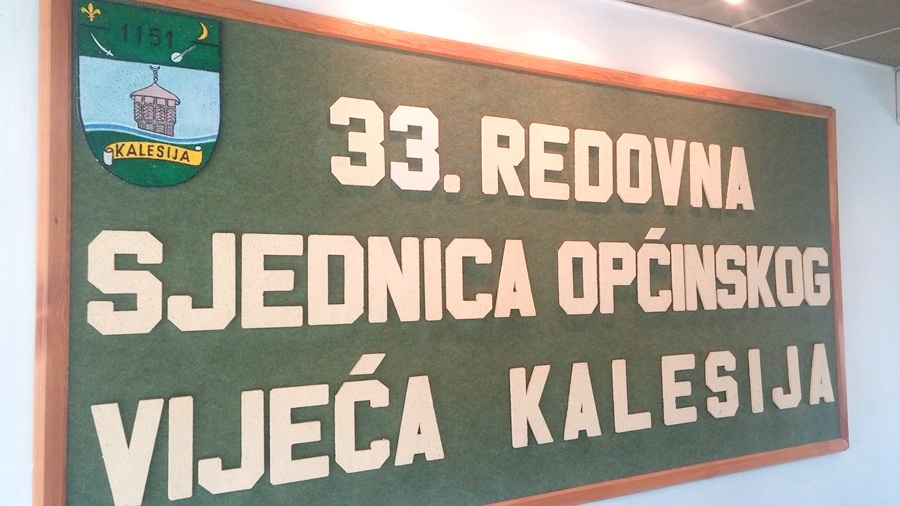 1151
KALESIJA
33. REDOVNA
SJEDNICA OPĆINSKOG
VIJEĆA KALESIJA